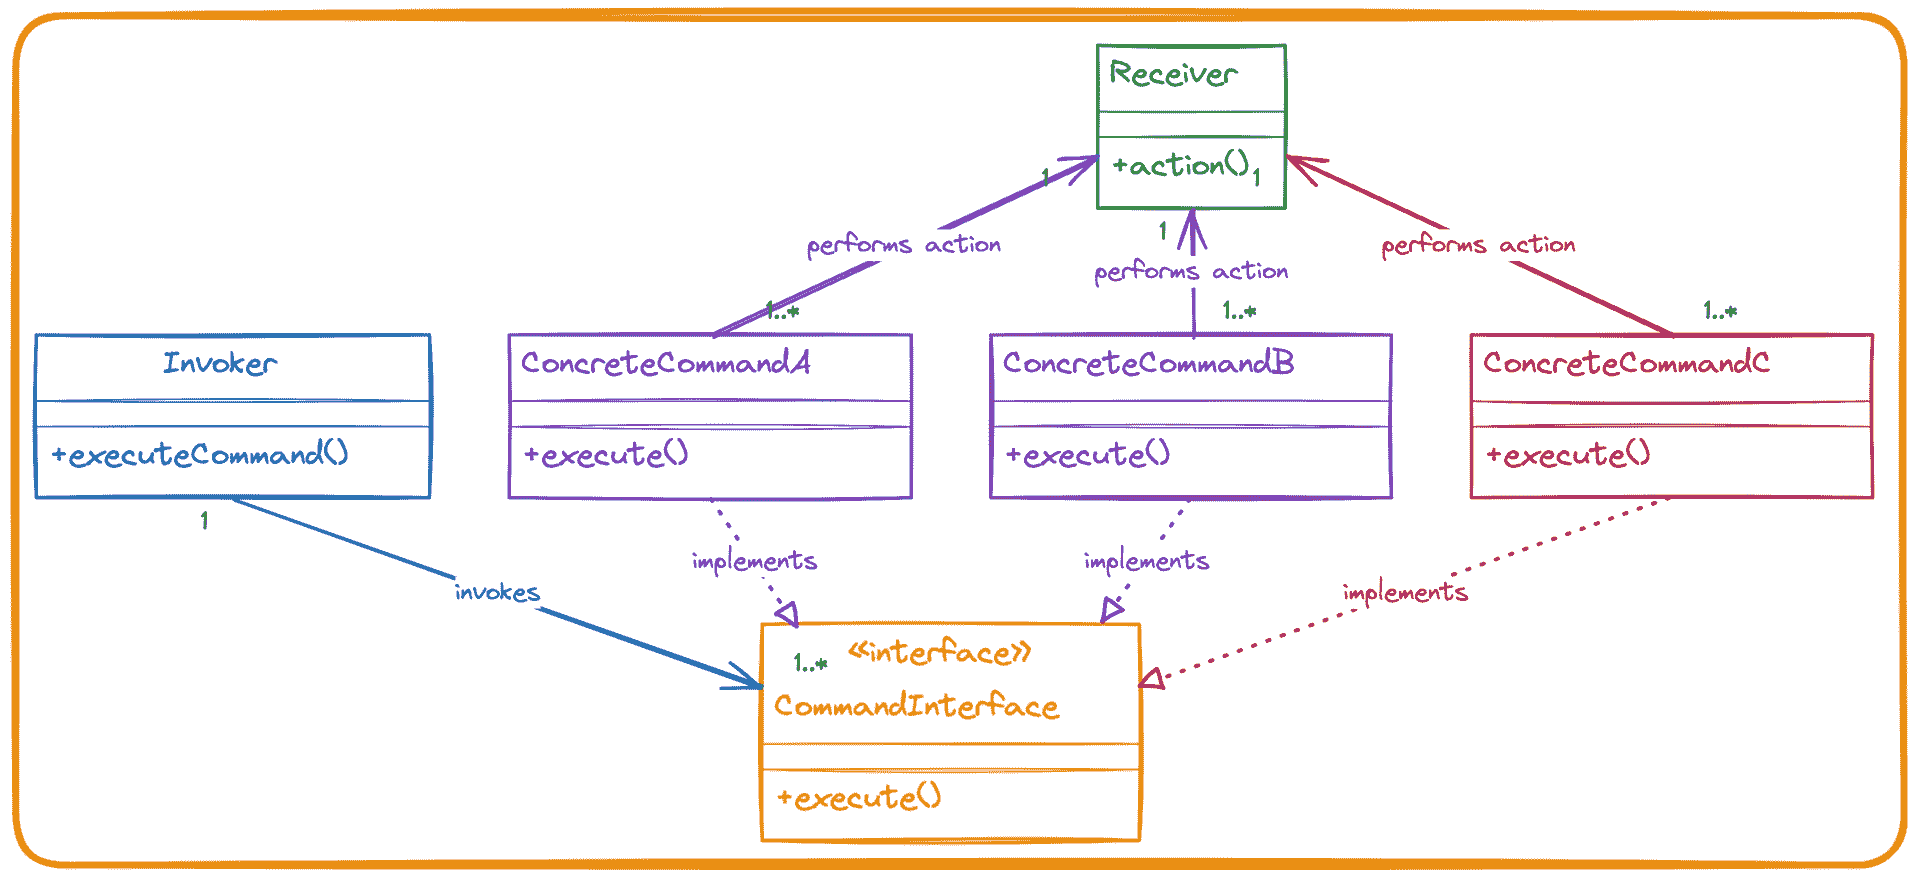 Receiver
+action()
1
1
1
performs action
performs action
performs action
1..*
1..*
1..*
Invoker
+executeCommand()
ConcreteCommandA
+execute()
ConcreteCommandB
+execute()
ConcreteCommandC
+execute()
1
invokes
implements
implements
implements
1..*
«interface»
CommandInterface
+execute()